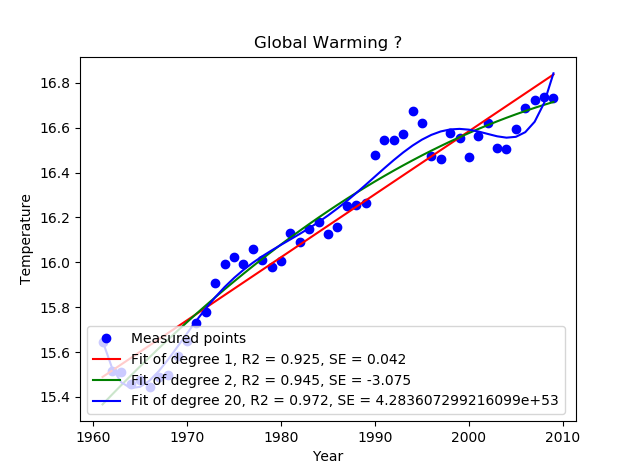 Global Warming ?
16.8
16.6
16.4
16.2
16.0
15.8
15.6
15.4
Temperature
Measured points
Fit of degree 1, R2 = 0.925, SE = 0.042
Fit of degree 2, R2 = 0.945, SE = -3.075
Fit of degree 20, R2 = 0.972, SE = 4.283607299216099e+53
1960 1970 1980 1990 2000 2010
Year